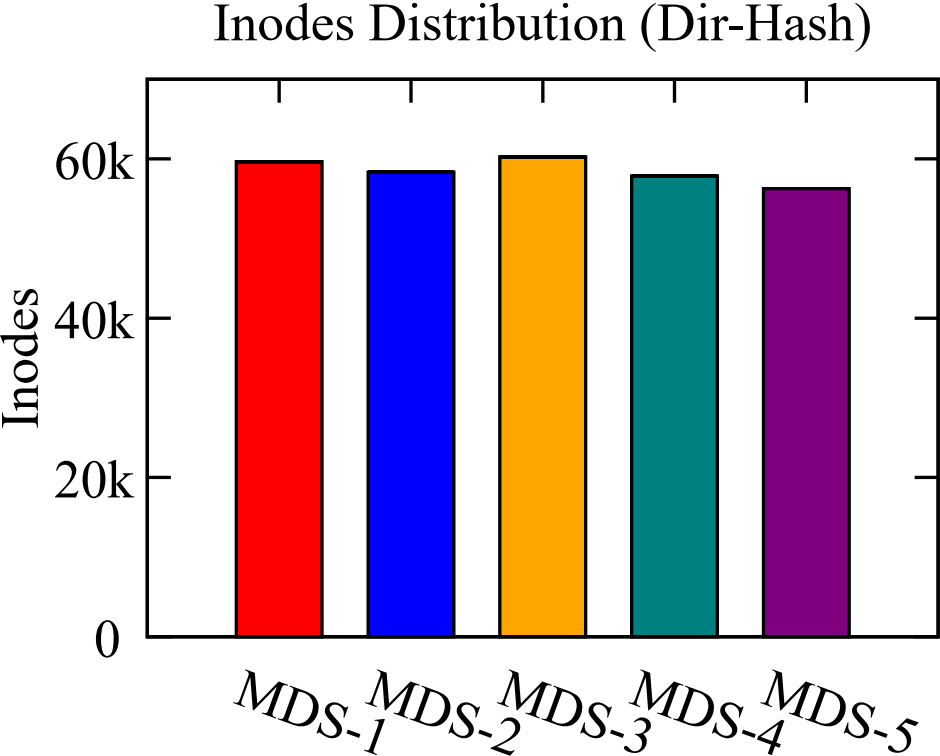 Inodes Distribution (Dir-Hash)
Inodes
60k
40k
20k
0
MDS-1
MDS-2
MDS-3
MDS-4
MDS-5